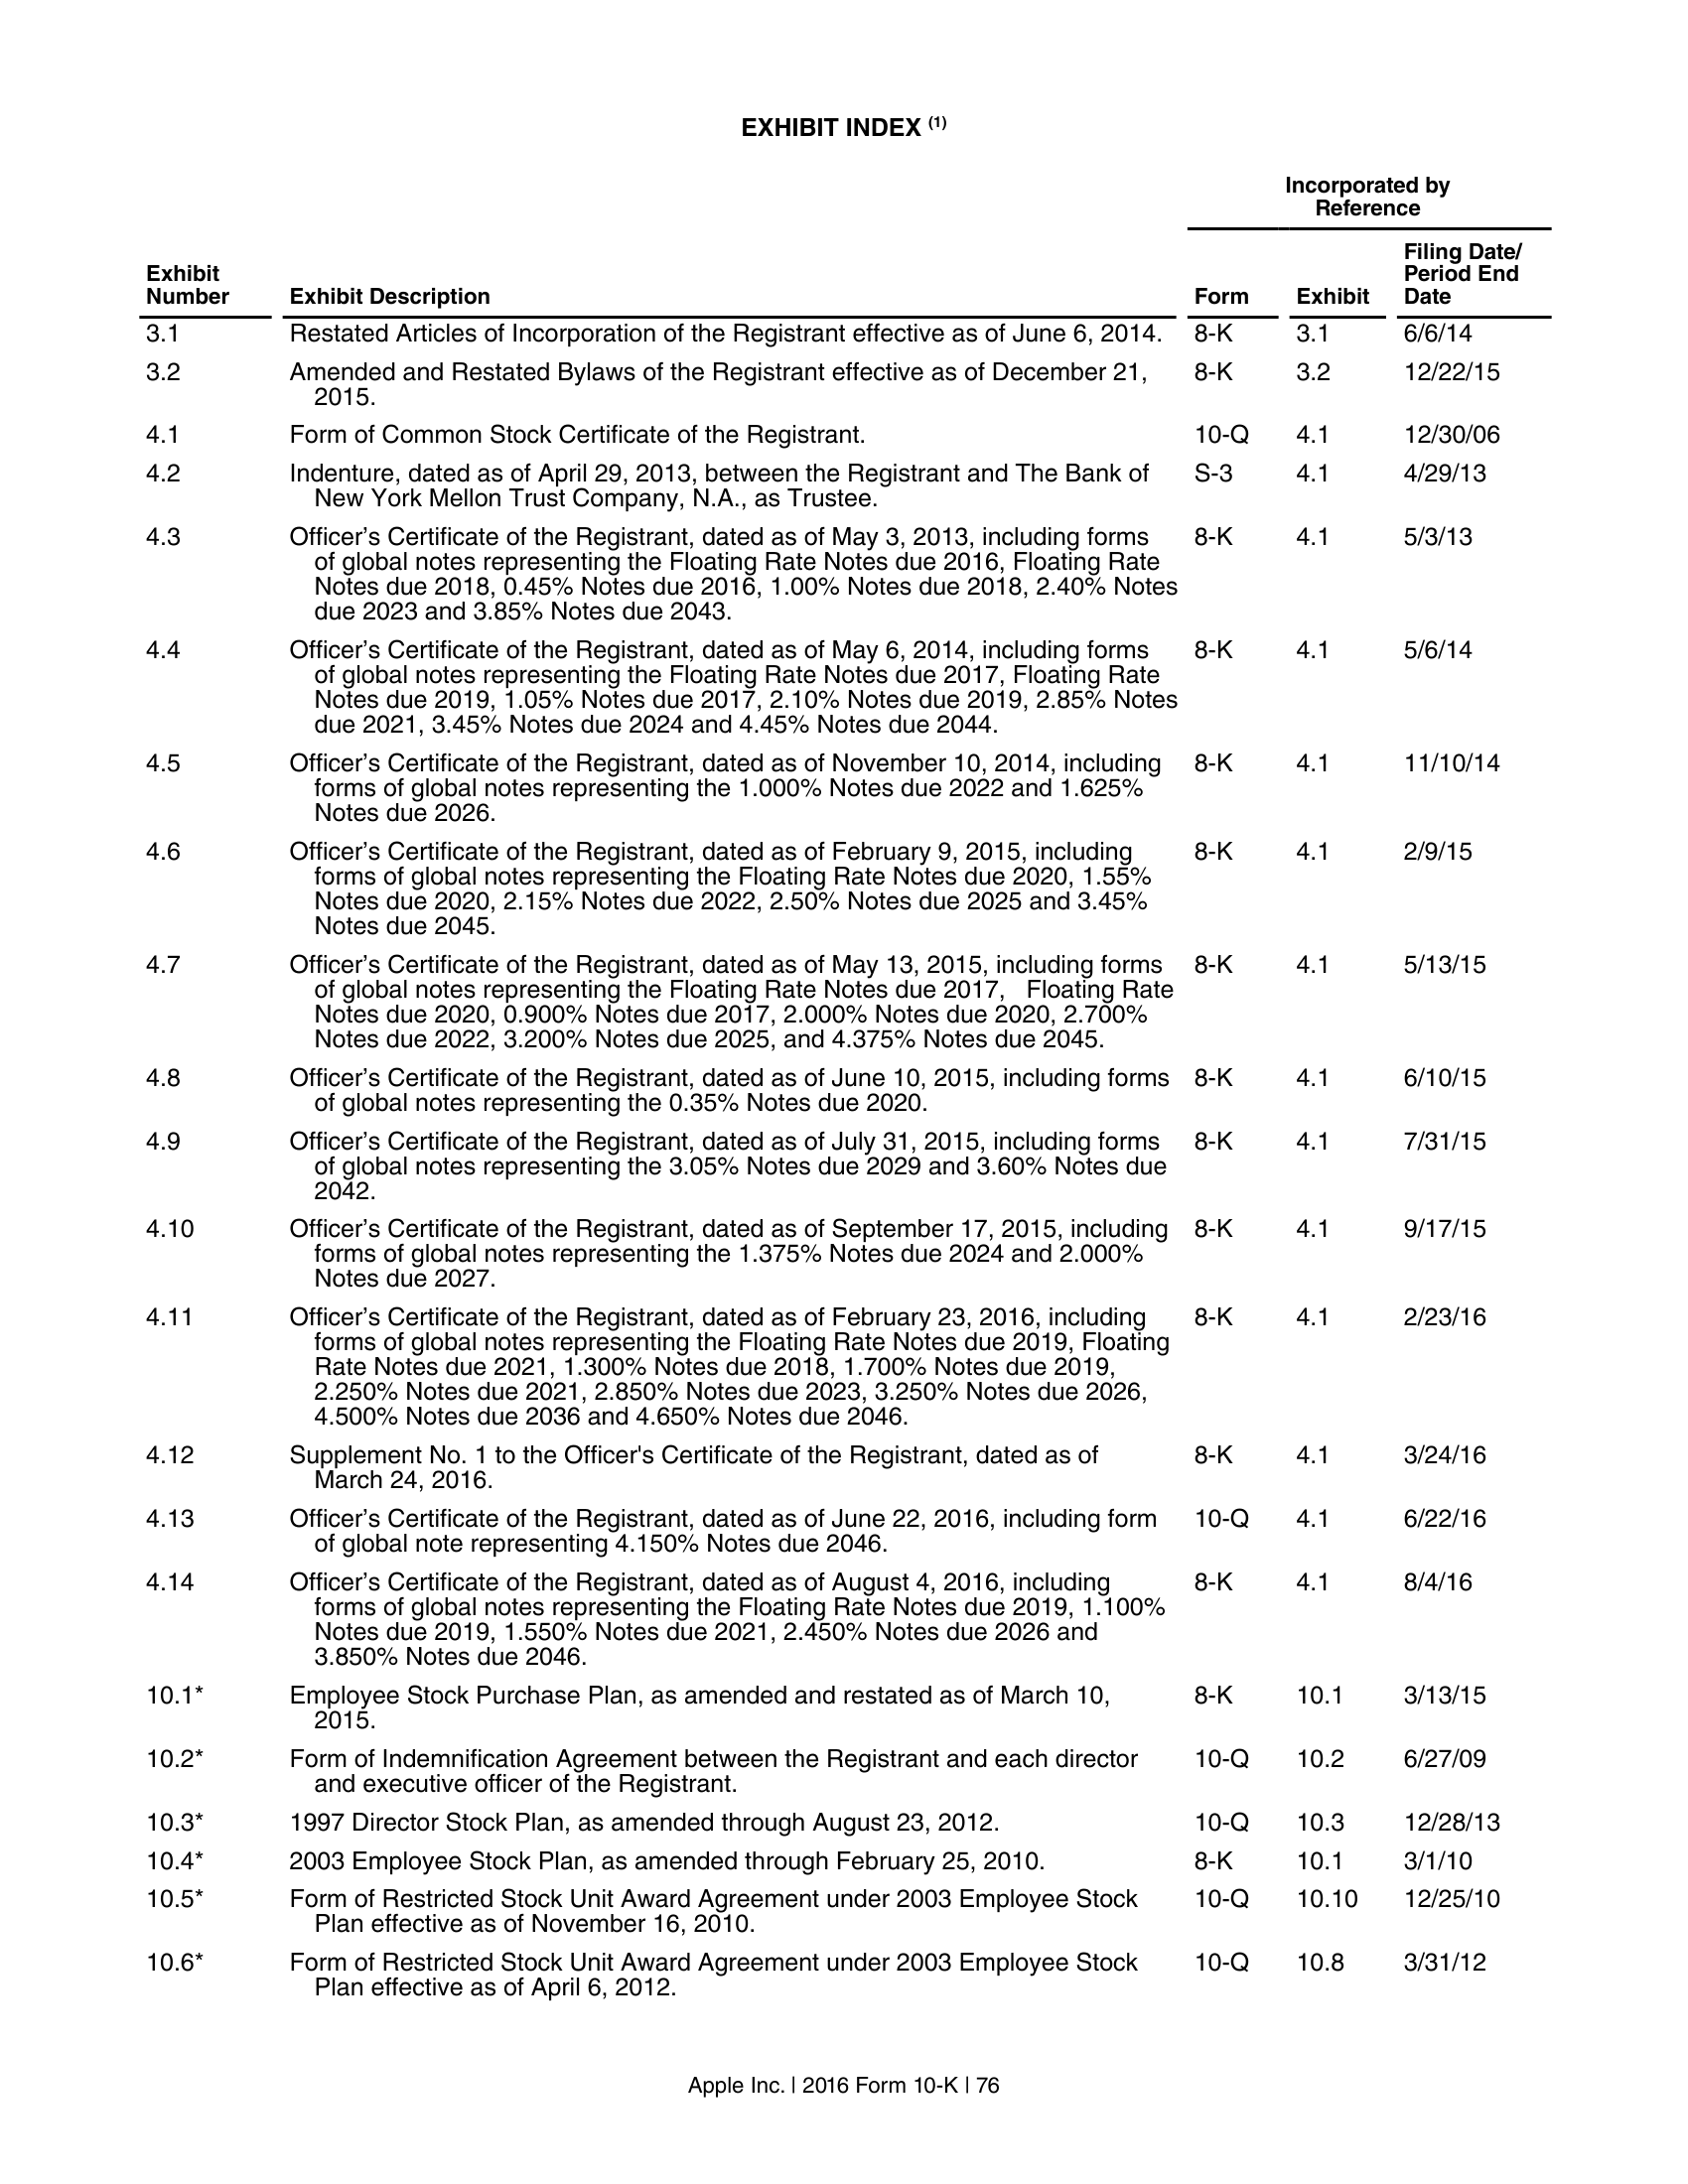 EXHIBIT INDEX (1)
Incorporated by
Reference
Exhibit
Number
Exhibit Description
Form
Exhibit
Filing Date/
Period End
Date
3.1 Restated Articles of Incorporation of the Registrant effective as of June 6, 2014. 8-K 3.1 6/6/14
3.2 Amended and Restated Bylaws of the Registrant effective as of December 21, 8-K 3.2 12/22/15
2015.
4.1 Form of Common Stock Certificate of the Registrant. 10-Q 4.1 12/30/06
4.2 Indenture, dated as of April 29, 2013, between the Registrant and The Bank of S-3 4.1 4/29/13
New York Mellon Trust Company, N.A., as Trustee.
4.3 Officer’s Certificate of the Registrant, dated as of May 3, 2013, including forms 8-K 4.1 5/3/13
of global notes representing the Floating Rate Notes due 2016, Floating Rate
Notes due 2018, 0.45% Notes due 2016, 1.00% Notes due 2018, 2.40% Notes
due 2023 and 3.85% Notes due 2043.
4.4 Officer’s Certificate of the Registrant, dated as of May 6, 2014, including forms 8-K 4.1 5/6/14
of global notes representing the Floating Rate Notes due 2017, Floating Rate
Notes due 2019, 1.05% Notes due 2017, 2.10% Notes due 2019, 2.85% Notes
due 2021, 3.45% Notes due 2024 and 4.45% Notes due 2044.
4.5 Officer’s Certificate of the Registrant, dated as of November 10, 2014, including 8-K 4.1 11/10/14
forms of global notes representing the 1.000% Notes due 2022 and 1.625%
Notes due 2026.
4.6 Officer’s Certificate of the Registrant, dated as of February 9, 2015, including 8-K 4.1 2/9/15
forms of global notes representing the Floating Rate Notes due 2020, 1.55%
Notes due 2020, 2.15% Notes due 2022, 2.50% Notes due 2025 and 3.45%
Notes due 2045.
4.7 Officer’s Certificate of the Registrant, dated as of May 13, 2015, including forms 8-K 4.1 5/13/15
of global notes representing the Floating Rate Notes due 2017, Floating Rate
Notes due 2020, 0.900% Notes due 2017, 2.000% Notes due 2020, 2.700%
Notes due 2022, 3.200% Notes due 2025, and 4.375% Notes due 2045.
4.8 Officer’s Certificate of the Registrant, dated as of June 10, 2015, including forms 8-K 4.1 6/10/15
of global notes representing the 0.35% Notes due 2020.
4.9 Officer’s Certificate of the Registrant, dated as of July 31, 2015, including forms 8-K 4.1 7/31/15
of global notes representing the 3.05% Notes due 2029 and 3.60% Notes due
2042.
4.10 Officer’s Certificate of the Registrant, dated as of September 17, 2015, including 8-K 4.1 9/17/15
forms of global notes representing the 1.375% Notes due 2024 and 2.000%
Notes due 2027.
4.11 Officer’s Certificate of the Registrant, dated as of February 23, 2016, including 8-K 4.1 2/23/16
forms of global notes representing the Floating Rate Notes due 2019, Floating
Rate Notes due 2021, 1.300% Notes due 2018, 1.700% Notes due 2019,
2.250% Notes due 2021, 2.850% Notes due 2023, 3.250% Notes due 2026,
4.500% Notes due 2036 and 4.650% Notes due 2046.
4.12 Supplement No. 1 to the Officer's Certificate of the Registrant, dated as of 8-K 4.1 3/24/16
March 24, 2016.
4.13 Officer’s Certificate of the Registrant, dated as of June 22, 2016, including form 10-Q 4.1 6/22/16
of global note representing 4.150% Notes due 2046.
4.14 Officer’s Certificate of the Registrant, dated as of August 4, 2016, including 8-K 4.1 8/4/16
forms of global notes representing the Floating Rate Notes due 2019, 1.100%
Notes due 2019, 1.550% Notes due 2021, 2.450% Notes due 2026 and
3.850% Notes due 2046.
10.1* Employee Stock Purchase Plan, as amended and restated as of March 10, 8-K 10.1 3/13/15
2015.
10.2* Form of Indemnification Agreement between the Registrant and each director 10-Q 10.2 6/27/09
and executive officer of the Registrant.
10.3* 1997 Director Stock Plan, as amended through August 23, 2012. 10-Q 10.3 12/28/13
10.4* 2003 Employee Stock Plan, as amended through February 25, 2010. 8-K 10.1 3/1/10
10.5* Form of Restricted Stock Unit Award Agreement under 2003 Employee Stock 10-Q 10.10 12/25/10
Plan effective as of November 16, 2010.
10.6* Form of Restricted Stock Unit Award Agreement under 2003 Employee Stock 10-Q 10.8 3/31/12
Plan effective as of April 6, 2012.
Apple Inc. | 2016 Form 10-K | 76